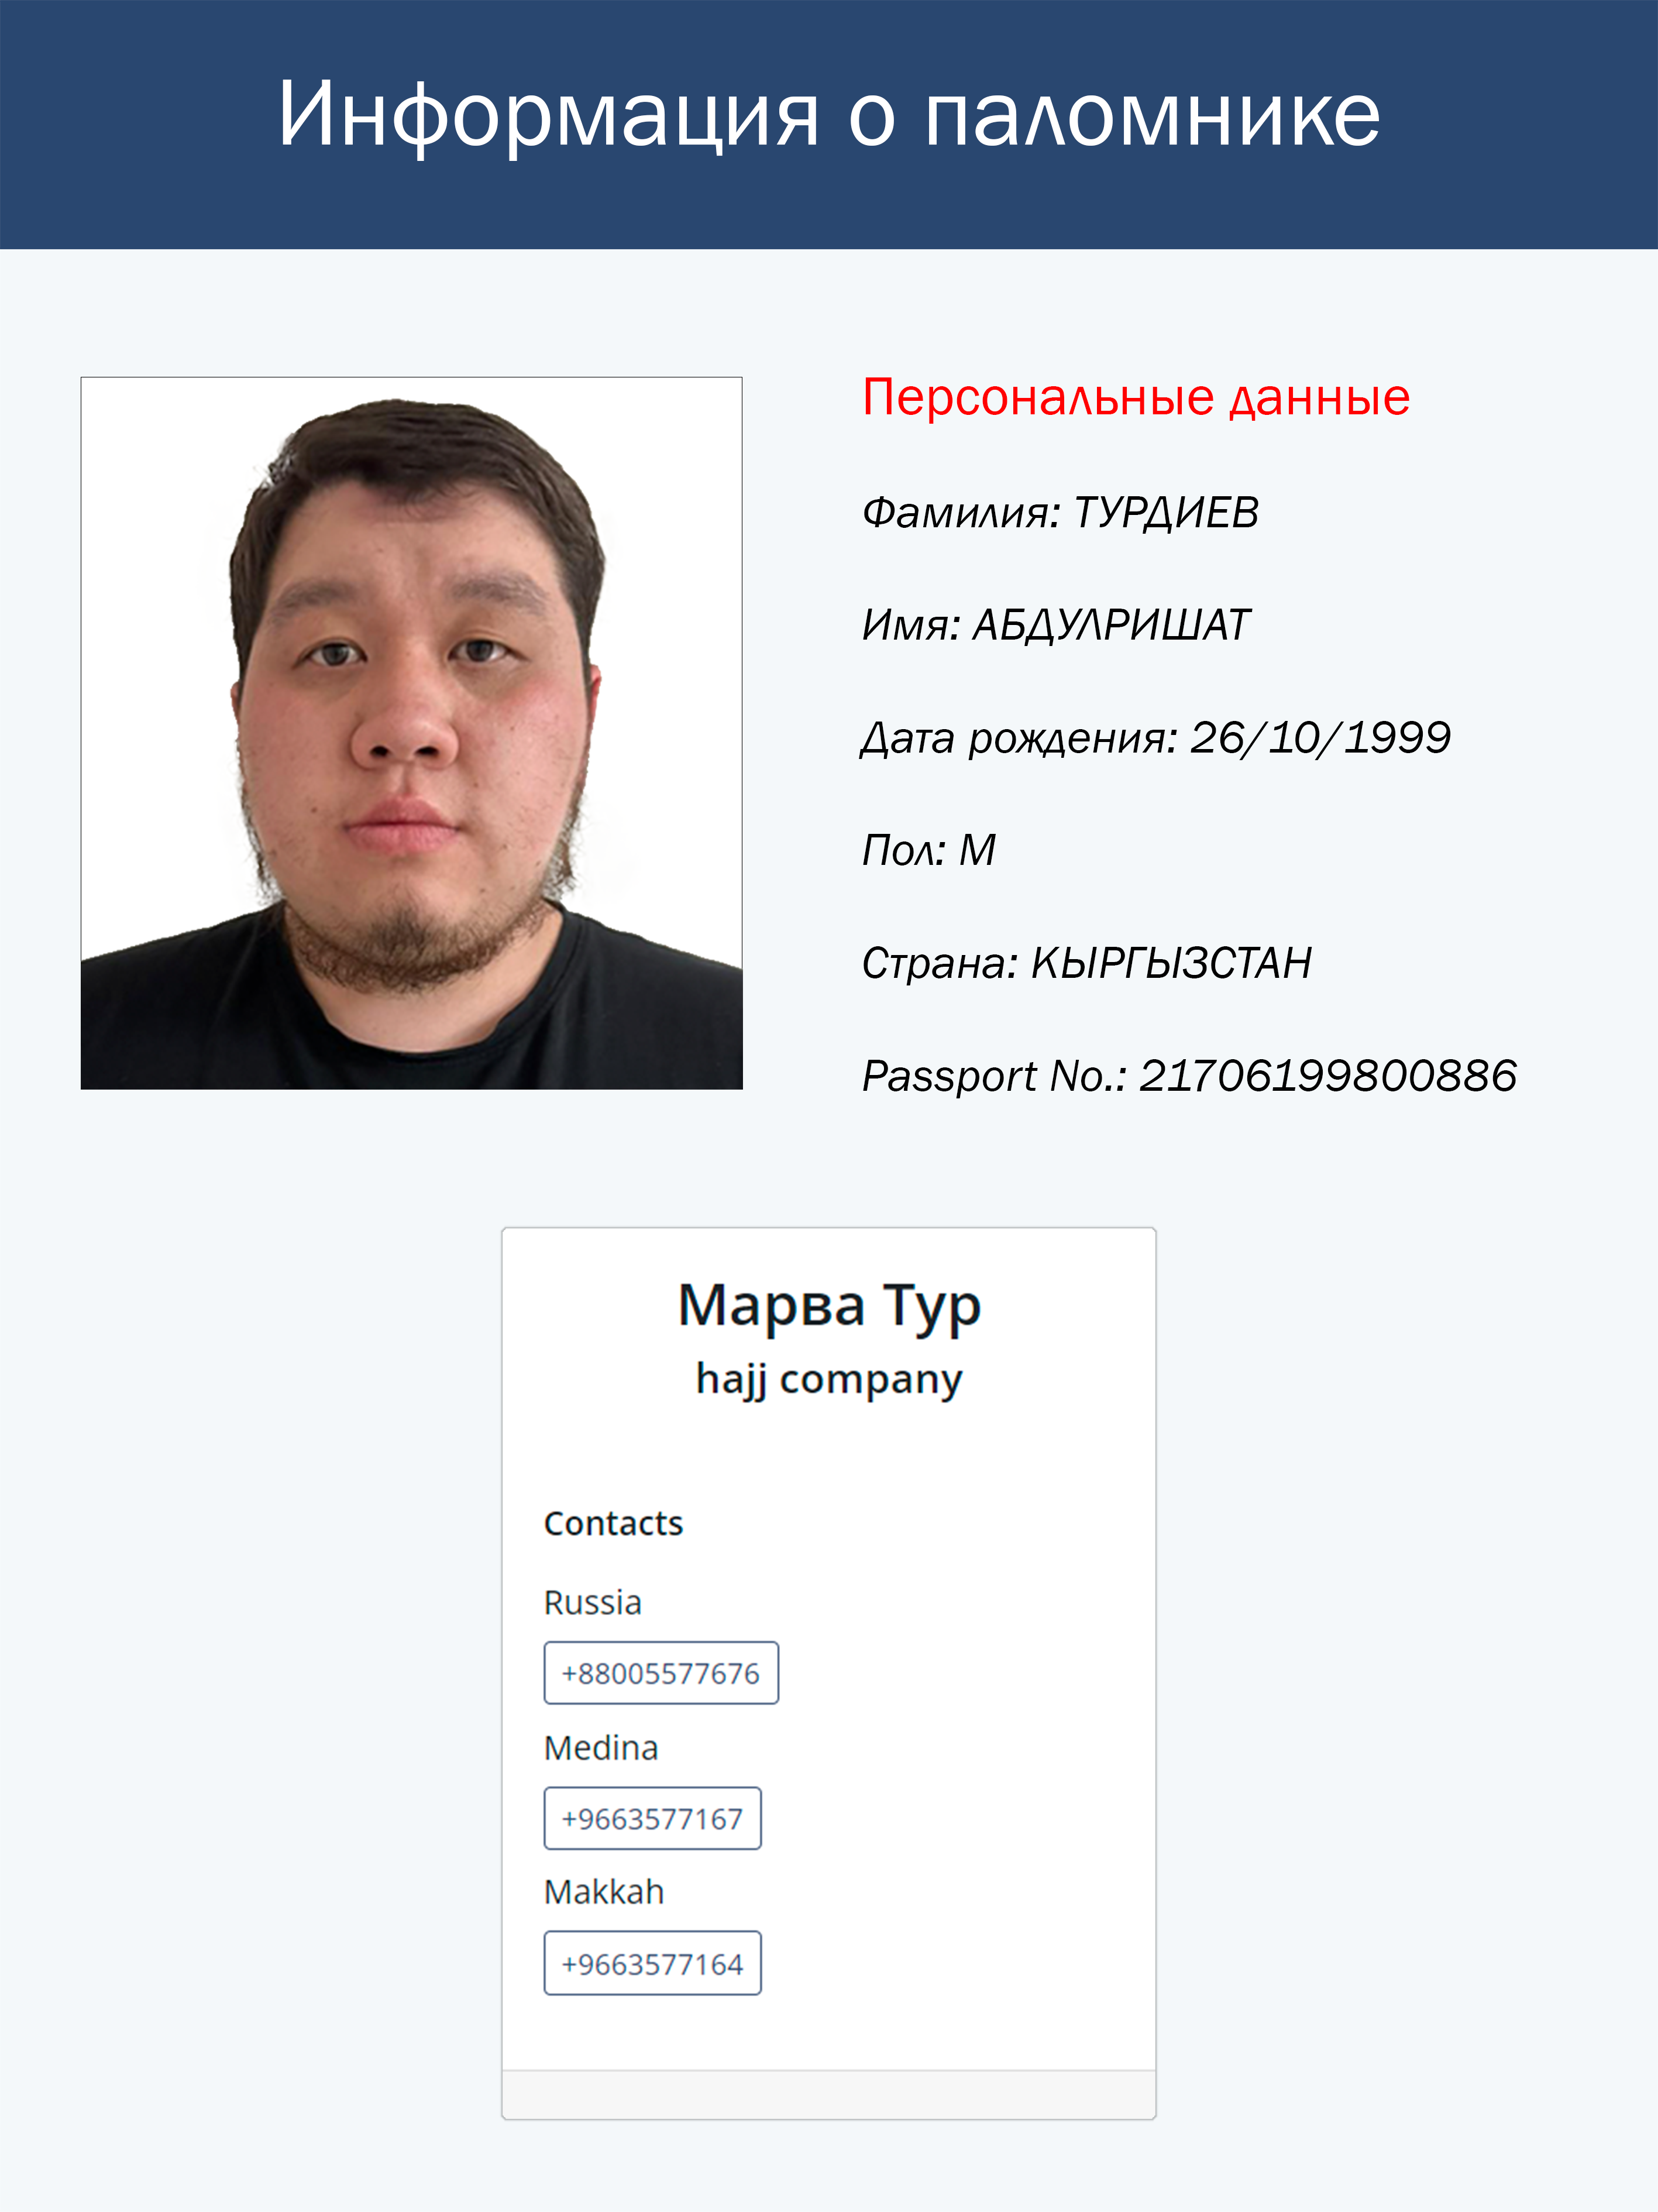 Информация о паломнике
Персональные данные
Фамилия: ТУРДИЕВ
Имя: АБДУЛРИШАТ
Дата рождения: 26/10/1999
Пол: М
Страна: КЫРГЫЗСТАН
Passport No.: 21706199800886
Марва Тур
hajj company
Contacts
Russia
+88005577676
Medina
+9663577167
Makkah
+9663577164